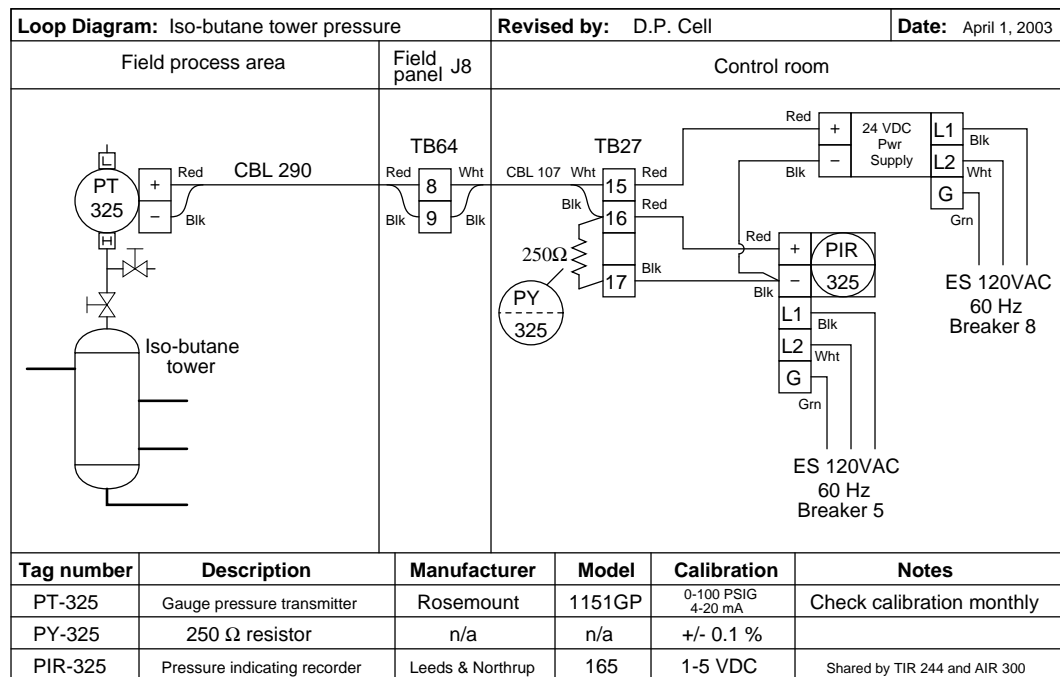 Loop Diagram: Iso-butane tower pressure
Revised by: D.P. Cell
Date: April 1, 2003
Field process area
Field panel J8
Control room
L
PT
325
H
+
−
Red
Blk
CBL 290
Iso-butane
tower
TB64
Red
8
Wht
Blk
9
Blk
CBL 107
Wht
Blk
TB27
15
Red
16
Red
17
Blk
250Ω
PY
325
Red
+
−
Blk
24 VDC
Pwr
Supply
L1
Blk
L2
Wht
G
Grn
ES 120VAC
60 Hz
Breaker 8
Red
+
−
Blk
PIR
325
L1
Blk
L2
Wht
G
Grn
ES 120VAC
60 Hz
Breaker 5
Tag number Description Manufacturer Model Calibration Notes
PT-325 Gauge pressure transmitter Rosemount 1151GP 0-100 PSIG 4-20 mA Check calibration monthly
PY-325 250 Ω resistor n/a n/a +/- 0.1 %
PIR-325 Pressure indicating recorder Leeds & Northrup 165 1-5 VDC Shared by TIR 244 and AIR 300